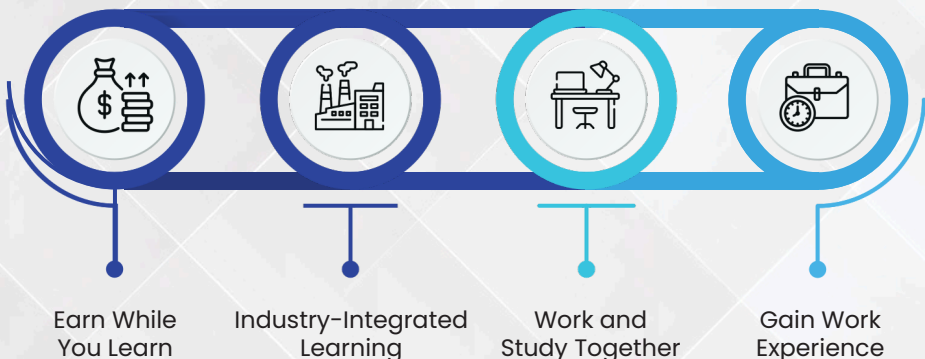 Earn While
You Learn
Industry-Integrated
Learning
Work and
Study Together
Gain Work
Experience
$